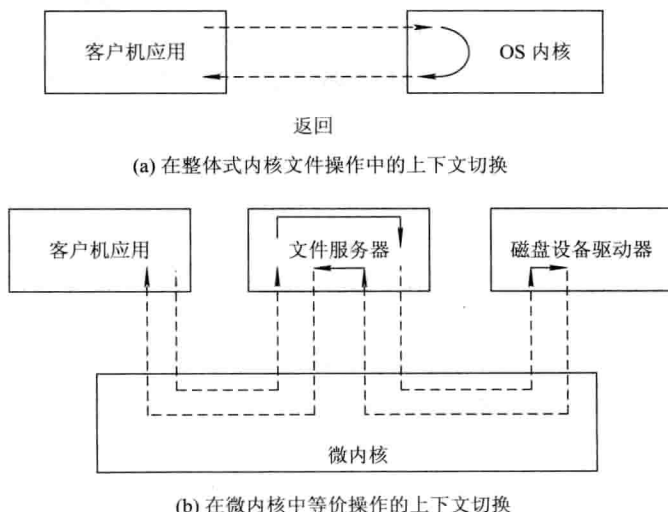 客户机应用
OS 内核
返回
(a) 在整体式内核文件操作中的上下文切换
客户机应用
文件服务器
磁盘设备驱动器
微内核
(b) 在微内核中等价操作的上下文切换